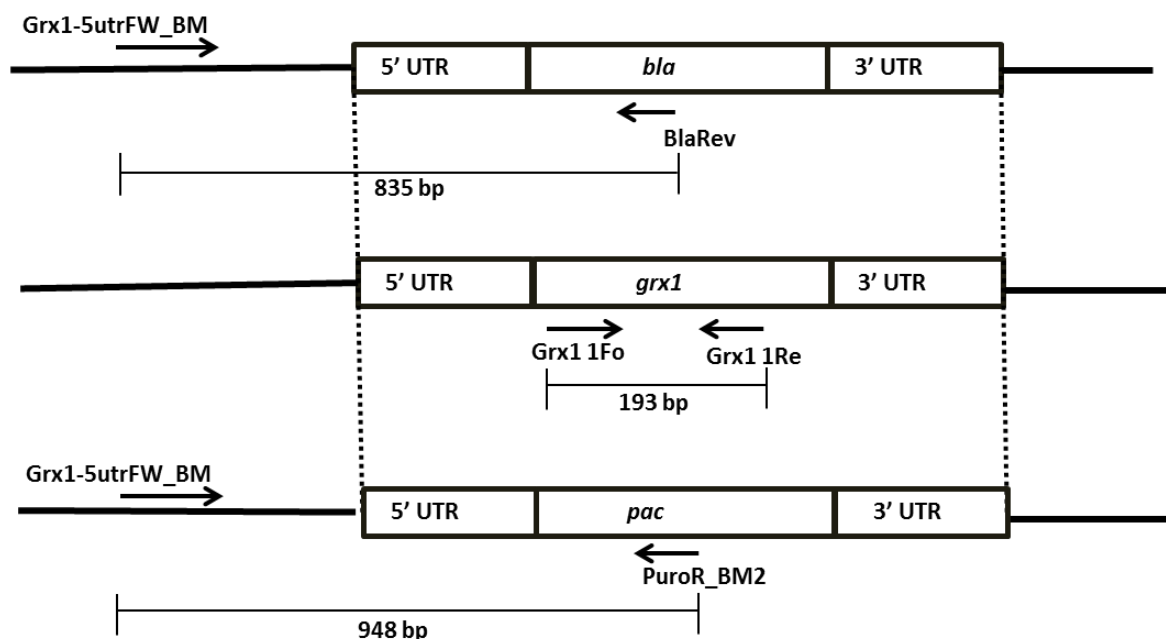 Grx1-5utrFW_BM
5’ UTR bla 3’ UTR
BlaRev
835 bp
5’ UTR grx1 3’ UTR
Grx1 1Fo Grx1 1Re
193 bp
Grx1-5utrFW_BM
5’ UTR pac 3’ UTR
PuroR_BM2
948 bp